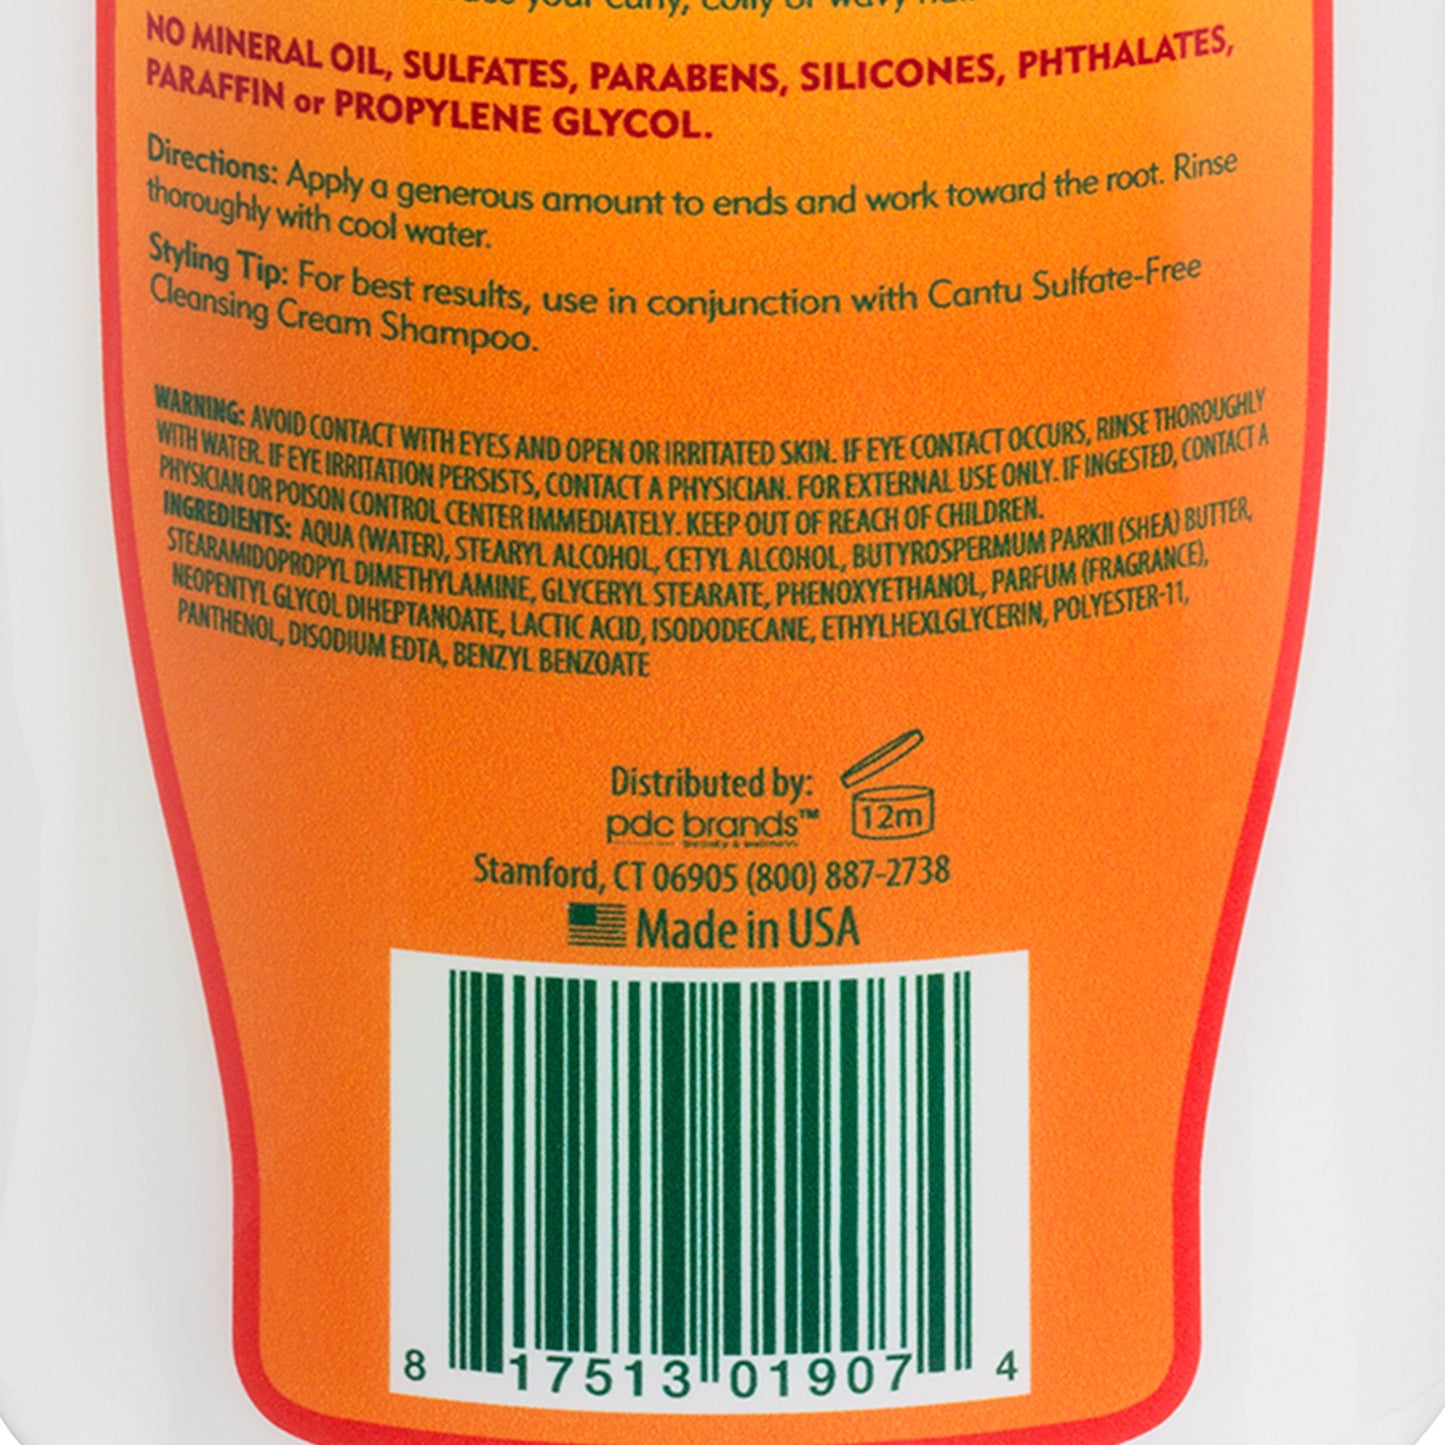 your curly, coily or wavy
NO MINERAL OIL, SULFATES, PARABENS, SILICONES, PHTHALATES,
PARAFFIN or PROPYLENE GLYCOL.
Directions: Apply a generous amount to ends and work toward the root. Rinse
thoroughly with cool water.
Styling Tip: For best results, use in conjunction with Cantu Sulfate-Free
Cleansing Cream Shampoo.
WARNING: AVOID CONTACT WITH EYES AND OPEN OR IRRITATED SKIN. IF EYE CONTACT OCCURS, RINSE THOROUGHLY
WITH WATER. IF EYE IRRITATION PERSISTS, CONTACT A PHYSICIAN. FOR EXTERNAL USE ONLY. IF INGESTED, CONTACT A
PHYSICIAN OR POISON CONTROL CENTER IMMEDIATELY. KEEP OUT OF REACH OF CHILDREN.
INGREDIENTS: AQUA (WATER), STEARYL ALCOHOL, CETYL ALCOHOL, BUTYROSPERMUM PARKII (SHEA) BUTTER,
STEARAMIDOPROPYL DIMETHYLAMINE, GLYCERYL STEARATE, PHENOXYETHANOL, PARFUM (FRAGRANCE),
NEOPENTYL GLYCOL DIHEPTANOATE, LACTIC ACID, ISODODECANE, ETHYLHEXLGLYCERIN, POLYESTER-11,
PANTHENOL, DISODIUM EDTA, BENZYL BENZOATE
Distributed by:
pdc brands™
beauty & wellness
12m
Stamford, CT 06905 (800) 887-2738
Made in USA
8 17513 01907 4